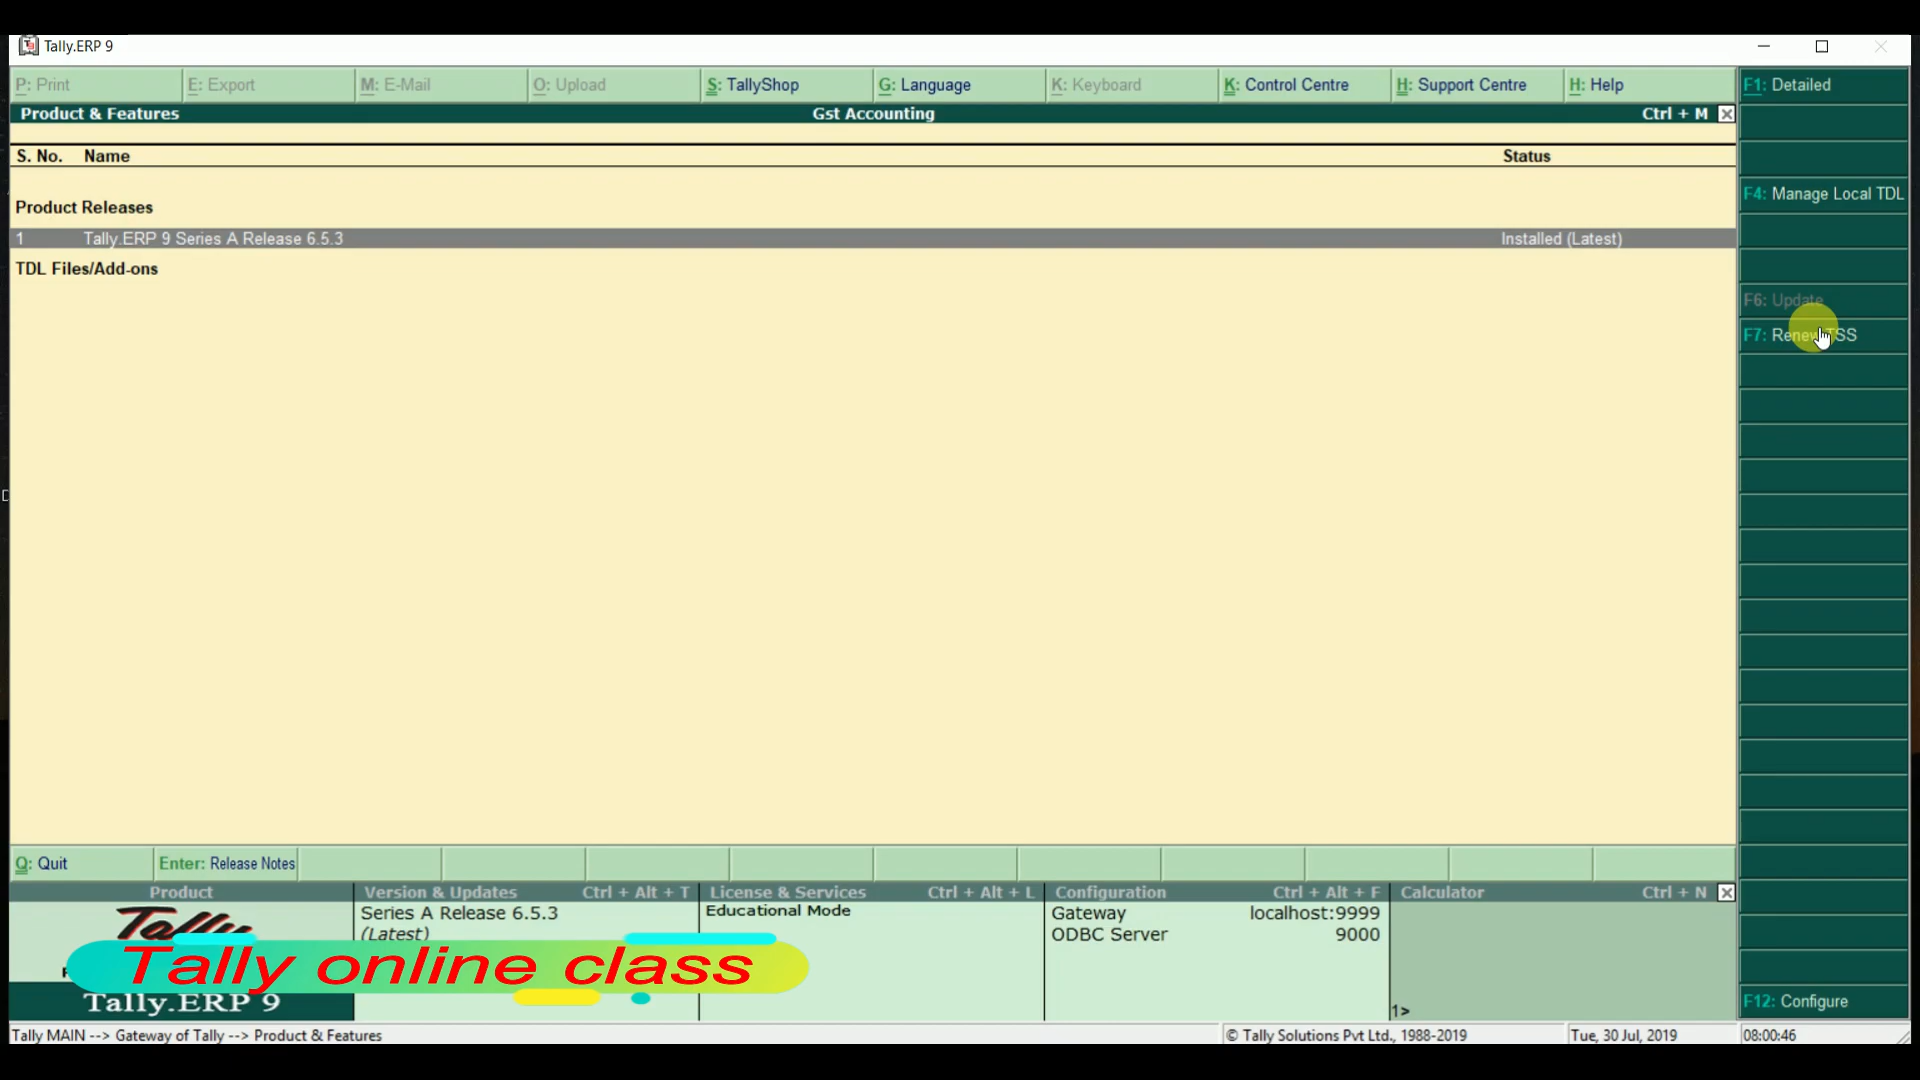 Tally.ERP 9
P: Print E: Export M: E-Mail O: Upload S: TallyShop G: Language K: Keyboard K: Control Centre H: Support Centre H: Help F1: Detailed
Product & Features Gst Accounting Ctrl + M
S. No. Name Status
F4: Manage Local TDL
Product Releases
1 Tally.ERP 9 Series A Release 6.5.3 Installed (Latest)
TDL Files/Add-ons
F6: Update
F7: Renew TSS
Q: Quit Enter: Release Notes
Product Version & Updates Ctrl + Alt + T License & Services Ctrl + Alt + L Configuration Ctrl + Alt + F Calculator Ctrl + N
Series A Release 6.5.3 Educational Mode Gateway localhost:9999
Tally (Latest) ODBC Server 9000
Tally online class
Tally.ERP 9 1> F12: Configure
Tally MAIN --> Gateway of Tally --> Product & Features © Tally Solutions Pvt Ltd., 1988-2019 Tue, 30 Jul, 2019 08:00:46